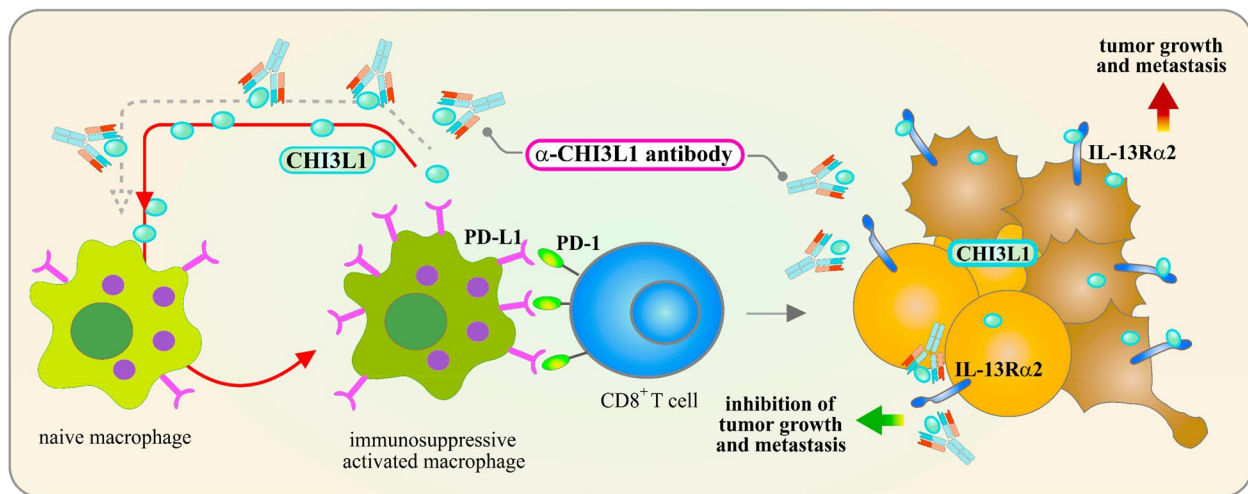 tumor growth
and metastasis
CHI3L1
α-CHI3L1 antibody
IL-13Rα2
PD-L1
PD-1
CHI3L1
IL-13Rα2
CD8+ T cell
naive macrophage
immunosuppressive
activated macrophage
inhibition of
tumor growth
and metastasis